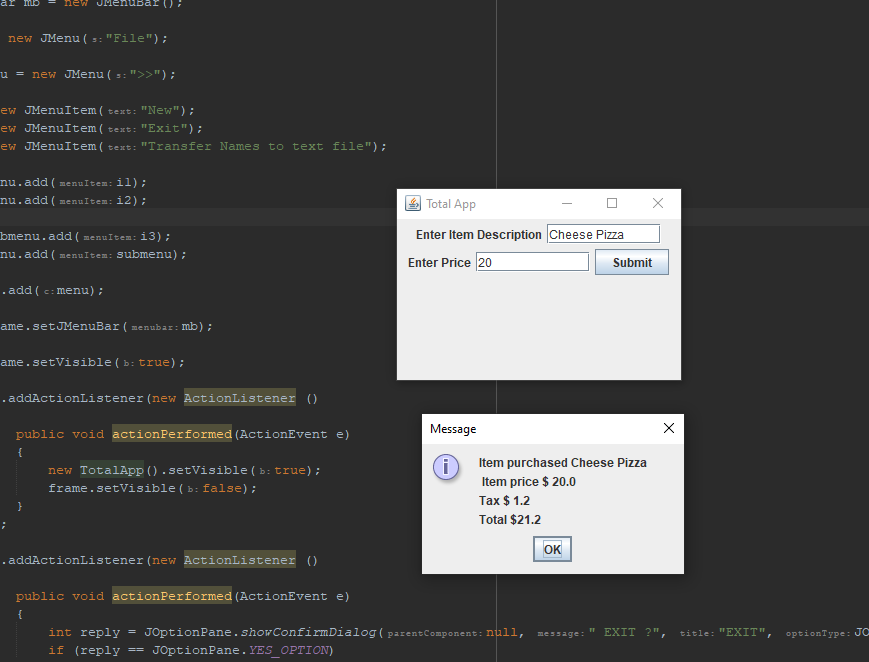 ar mb = new JMenuBar();
new JMenu( s: "File");
u = new JMenu( s: ">>");
ew JMenuItem( text: "New");
ew JMenuItem( text: "Exit");
ew JMenuItem( text: "Transfer Names to text file");
nu.add( menuItem: i1);
nu.add( menuItem: i2);
bmenu.add( menuItem: i3);
nu.add( menuItem: submenu);
.add( c: menu);
ame.setJMenuBar( menubar: mb);
ame.setVisible( b: true);
.addActionListener(new ActionListener ()
public void actionPerformed(ActionEvent e)
{
new TotalApp().setVisible( b: true);
frame.setVisible( b: false);
}
;
.addActionListener(new ActionListener ()
public void actionPerformed(ActionEvent e)
{
int reply = JOptionPane.showConfirmDialog( parentComponent: null, message: " EXIT ?", title: "EXIT", optionType: JO
if (reply == JOptionPane.YES_OPTION)
Total App
Enter Item Description Cheese Pizza
Enter Price 20 Submit
Message
Item purchased Cheese Pizza
Item price $ 20.0
Tax $ 1.2
Total $21.2
OK